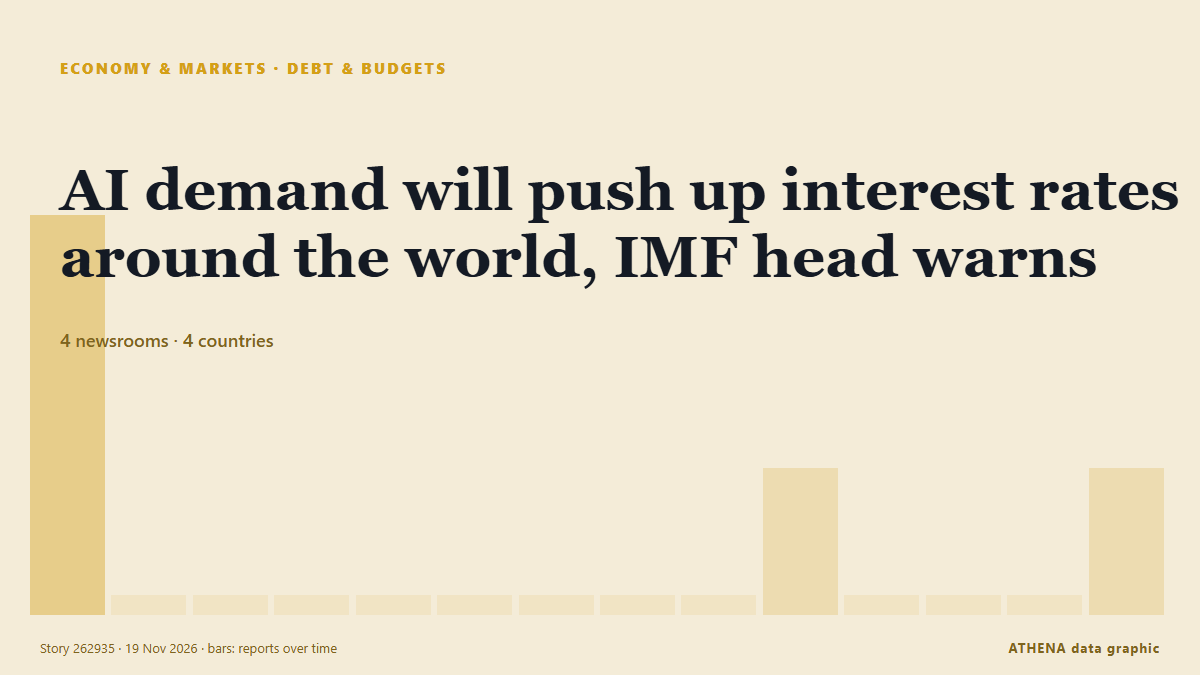 ECONOMY & MARKETS · DEBT & BUDGETS
AI demand will push up interest rates
around the world, IMF head warns
4 newsrooms · 4 countries
Story 262935 · 19 Nov 2026 · bars: reports over time
ATHENA data graphic